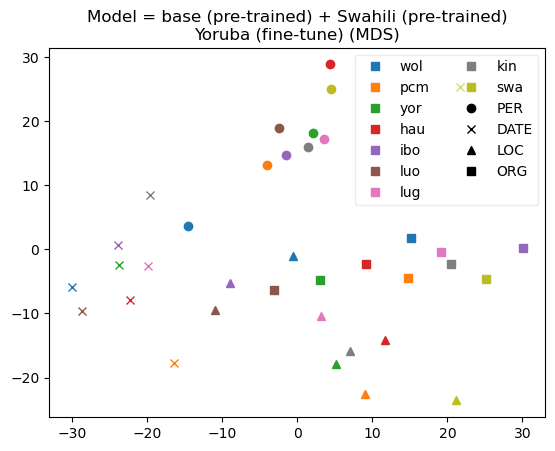 Model = base (pre-trained) + Swahili (pre-trained)
Yoruba (fine-tune) (MDS)
30
20
10
0
−10
−20
−30
−20
−10
0
10
20
30
wol
pcm
yor
hau
ibo
luo
lug
kin
swa
PER
DATE
LOC
ORG